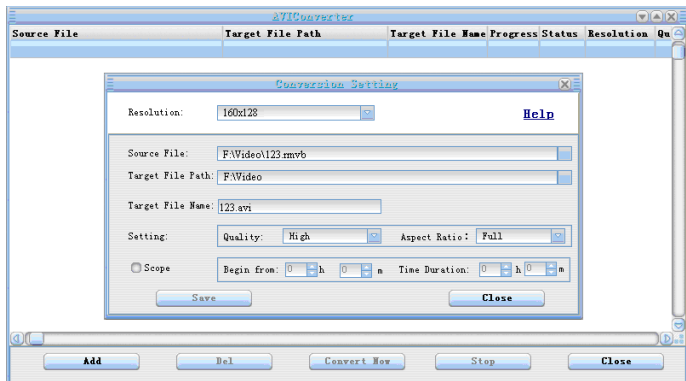 AVIConverter
Source File Target File Path Target File Name Progress Status Resolution Qu
Conversion Setting
Resolution: 160x128 Help
Source File: F:\Video\123.rmvb
Target File Path: F:\Video
Target File Name: 123.avi
Setting: Quality: High Aspect Ratio: Full
Scope Begin from: 0 h 0 m Time Duration: 0 h 0 m
Save Close
Add Del Convert Now Stop Close